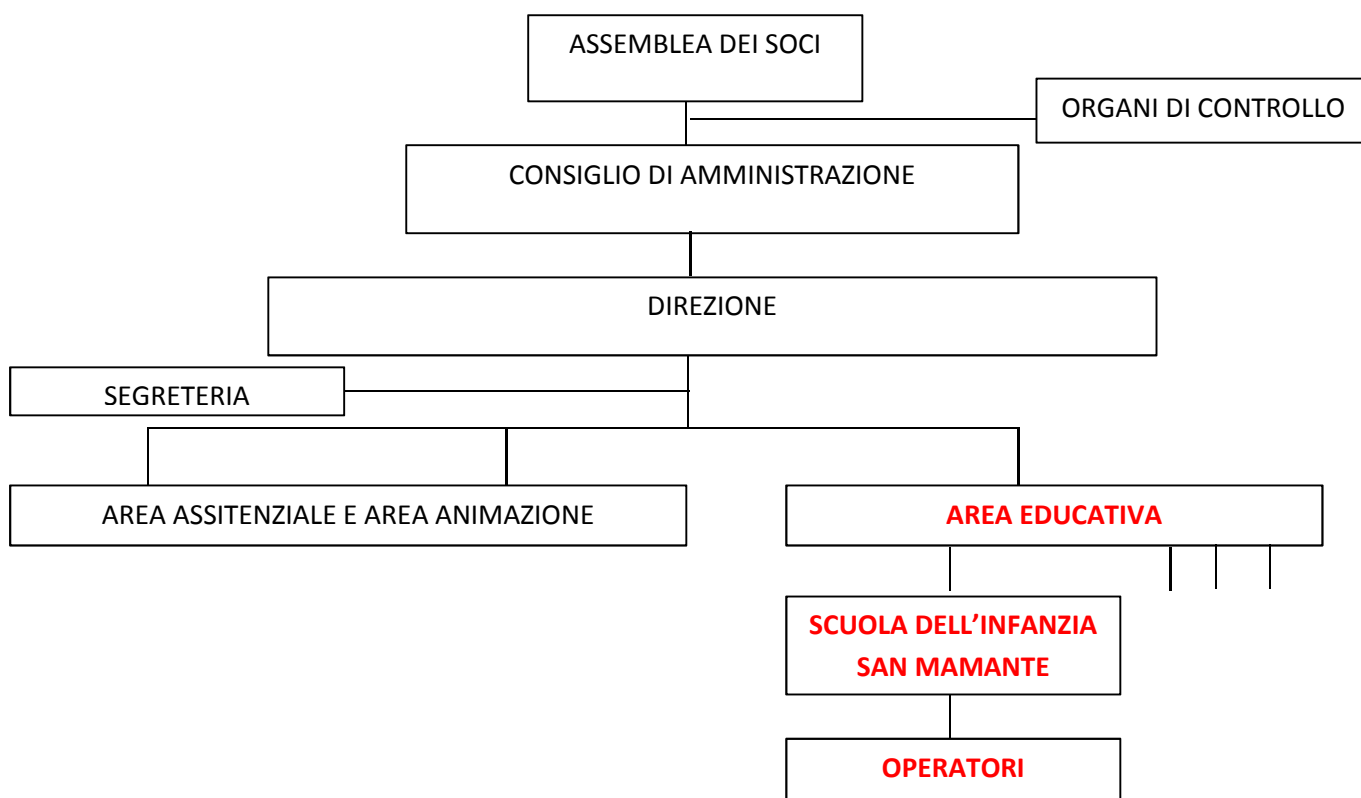 ASSEMBLEA DEI SOCI
ORGANI DI CONTROLLO
CONSIGLIO DI AMMINISTRAZIONE
DIREZIONE
SEGRETERIA
AREA ASSITENZIALE E AREA ANIMAZIONE
AREA EDUCATIVA
SCUOLA DELL’INFANZIA
SAN MAMANTE
OPERATORI